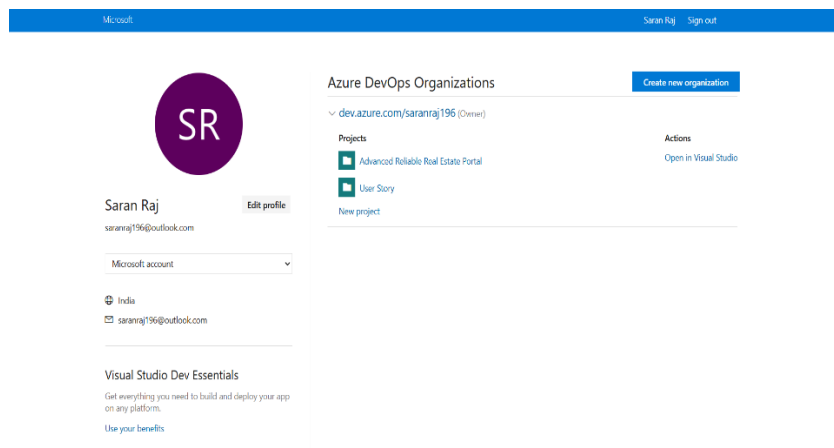 Microsoft
Saran Raj Sign out
SR
Saran Raj
Edit profile
saranraj196@outlook.com
Microsoft account
India
saranraj196@outlook.com
Visual Studio Dev Essentials
Get everything you need to build and deploy your app
on any platform.
Use your benefits
Azure DevOps Organizations
Create new organization
dev.azure.com/saranraj196 (Owner)
Projects
Actions
Advanced Reliable Real Estate Portal
Open in Visual Studio
User Story
New project